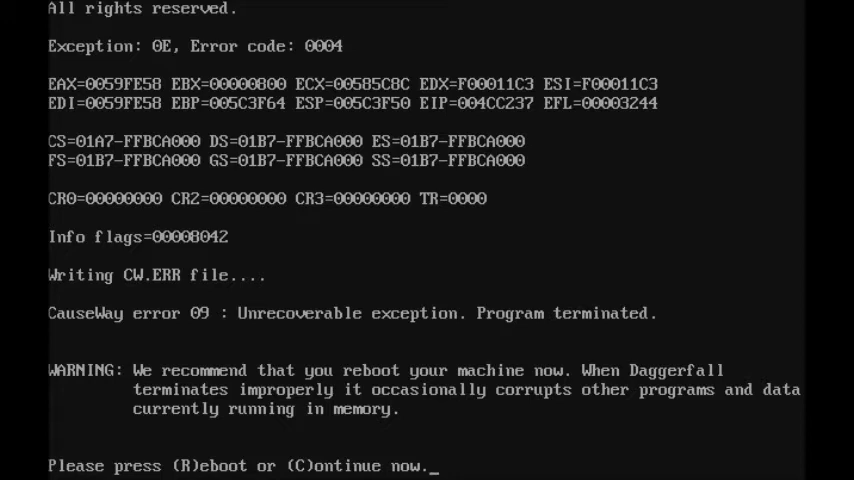 All rights reserved.
Exception: 0E, Error code: 0004
EAX=0059FE58 EBX=00000800 ECX=00585C8C EDX=F00011C3 ESI=F00011C3
EDI=0059FE58 EBP=005C3F64 ESP=005C3F50 EIP=004CC237 EFL=00003244
CS=01A7-FFBCA000 DS=01B7-FFBCA000 ES=01B7-FFBCA000
FS=01B7-FFBCA000 GS=01B7-FFBCA000 SS=01B7-FFBCA000
CR0=00000000 CR2=00000000 CR3=00000000 TR=0000
Info flags=00008042
Writing CW.ERR file....
CauseWay error 09 : Unrecoverable exception. Program terminated.
WARNING: We recommend that you reboot your machine now. When Daggerfall
terminates improperly it occasionally corrupts other programs and data
currently running in memory.
Please press (R)eboot or (C)ontinue now._